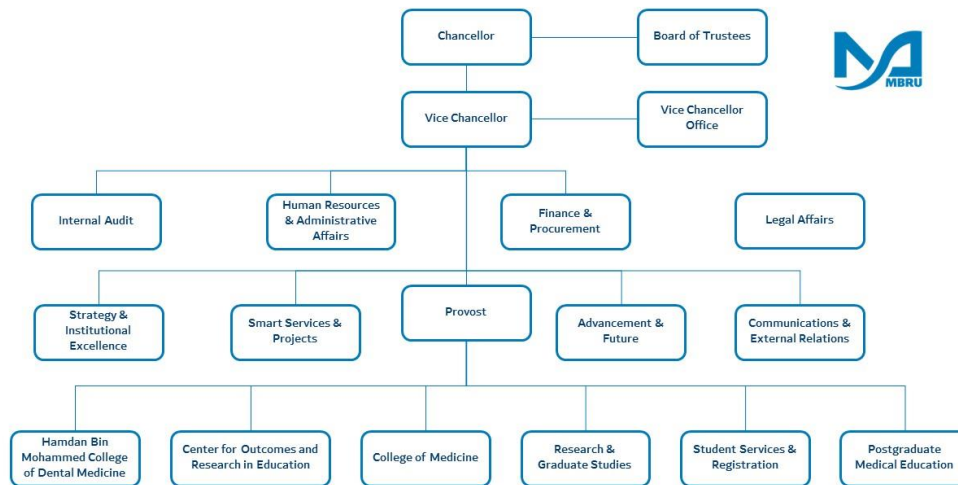 Chancellor
Board of Trustees
MBRU
Vice Chancellor
Vice Chancellor
Office
Internal Audit
Human Resources
& Administrative
Affairs
Finance &
Procurement
Legal Affairs
Strategy &
Institutional
Excellence
Smart Services &
Projects
Provost
Advancement &
Future
Communications &
External Relations
Hamdan Bin
Mohammed College
of Dental Medicine
Center for Outcomes and
Research in Education
College of Medicine
Research &
Graduate Studies
Student Services &
Registration
Postgraduate
Medical Education